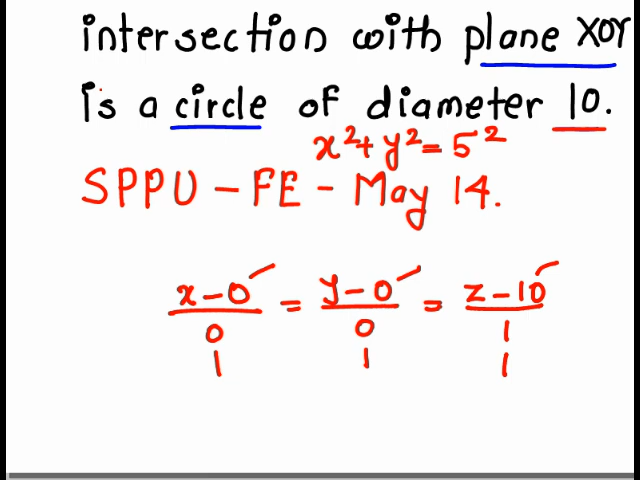 intersection with plane XOY
is a circle of diameter 10.
x²+ y² = 5²
SPPU – FE – May 14.
x – 0 = y – 0 = z – 10
0 0 1
1 1 1